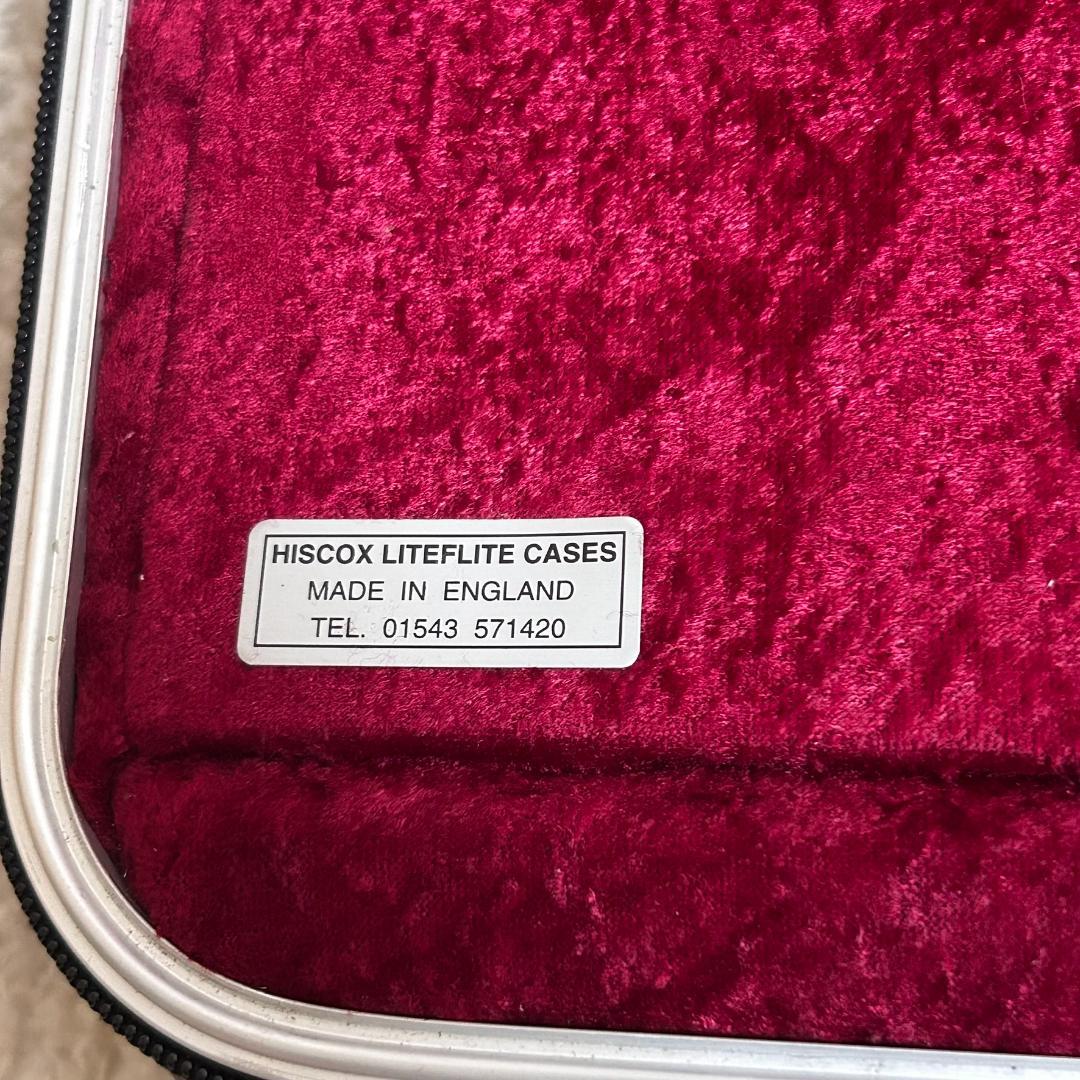 HISCOX LITEFLITE CASES
MADE IN ENGLAND
TEL. 01543 571420